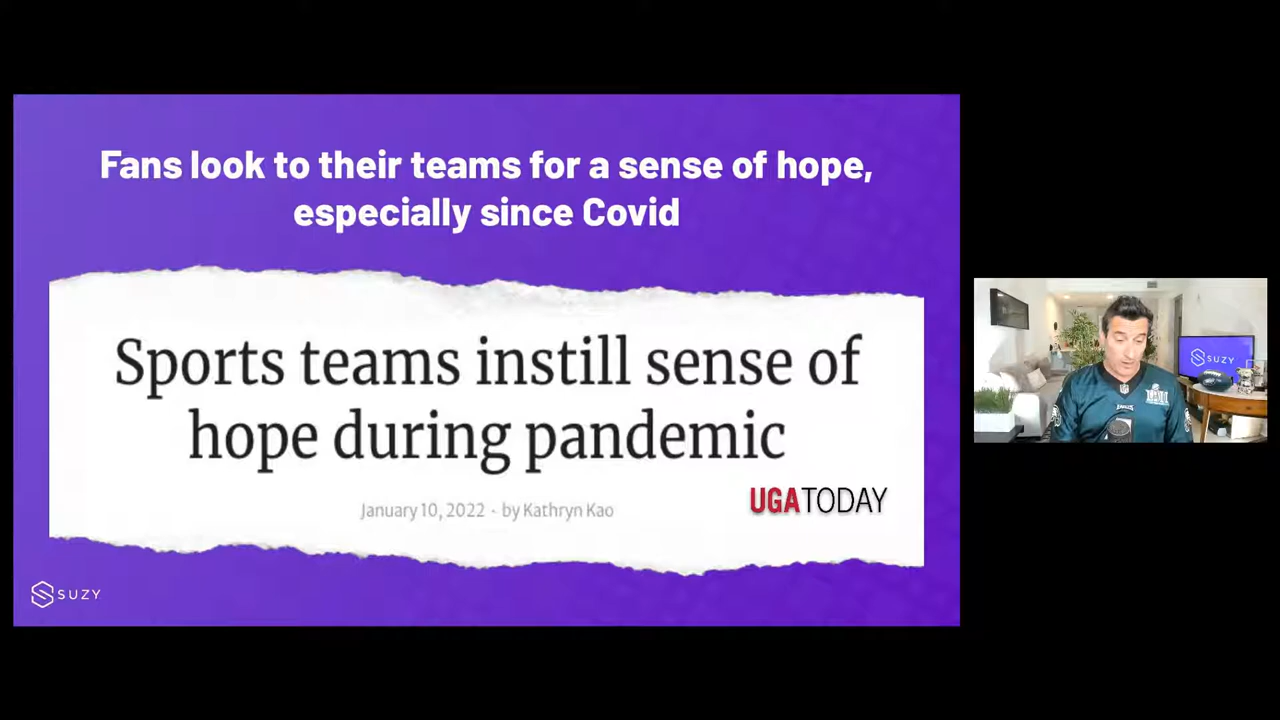 Fans look to their teams for a sense of hope,
especially since Covid
Sports teams instill sense of
hope during pandemic
January 10, 2022 - by Kathryn Kao
UGATODAY
SUZY
SUZY